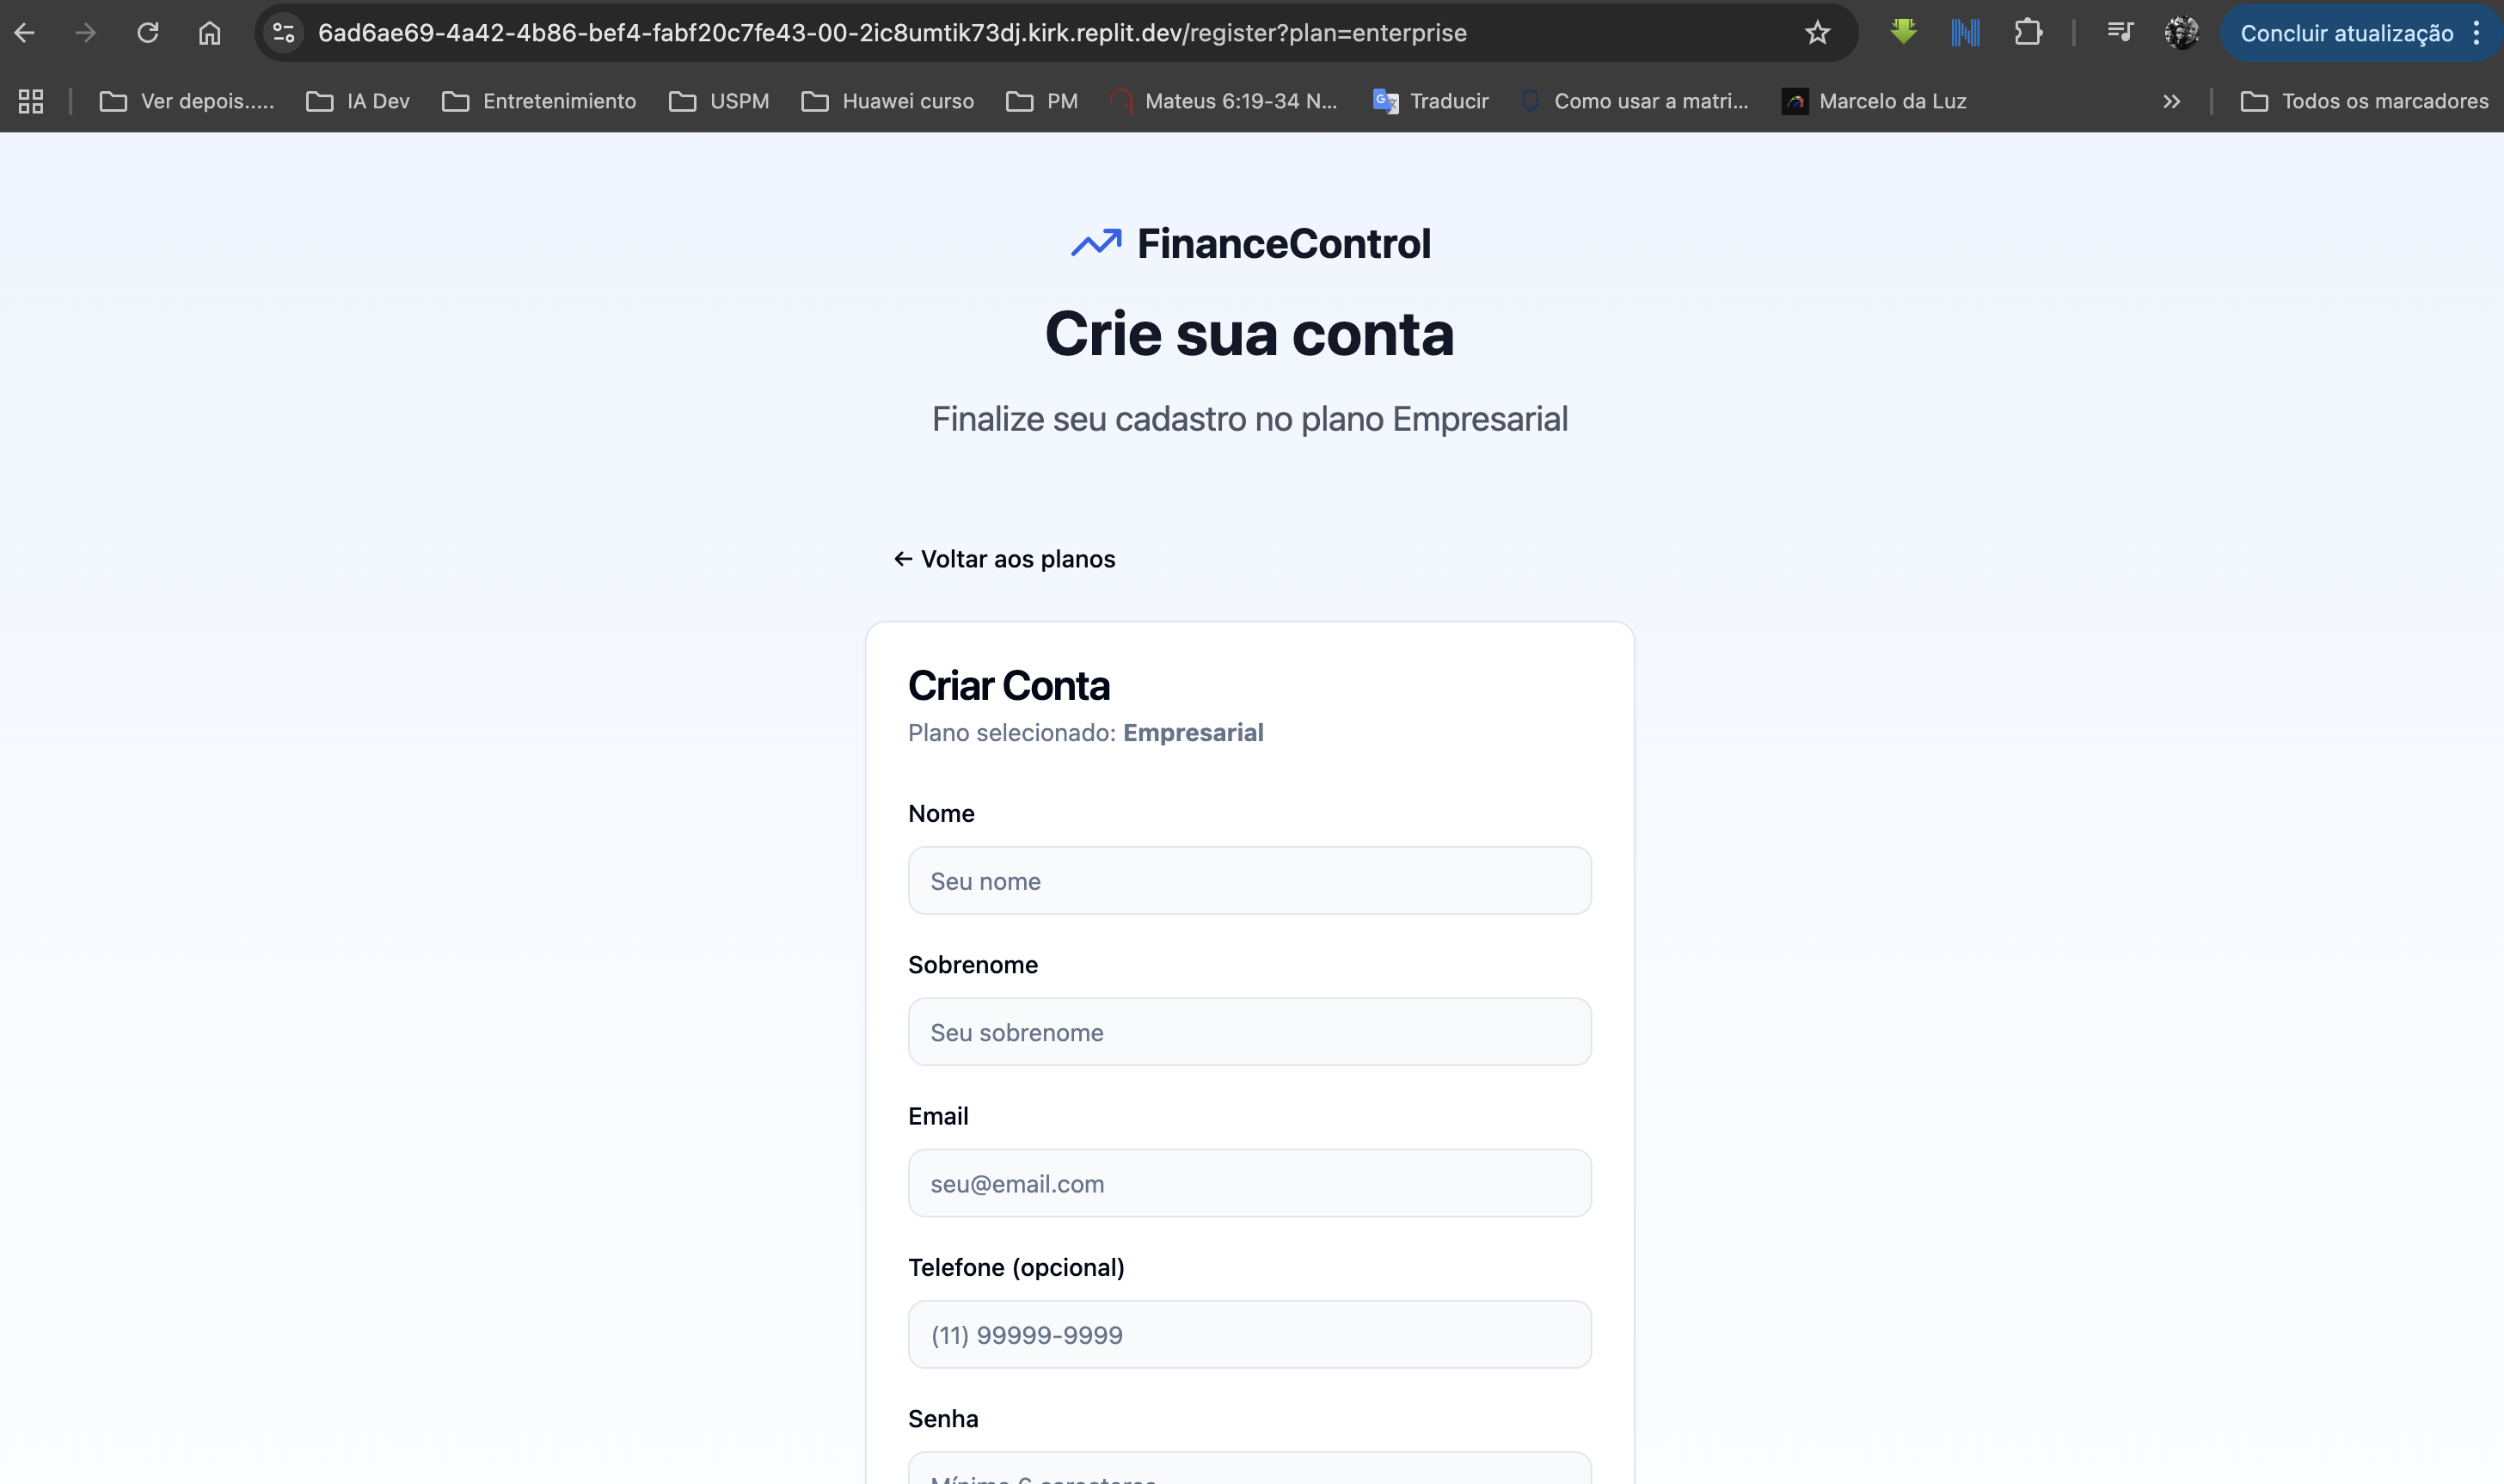 6ad6ae69-4a42-4b86-bef4-fabf20c7fe43-00-2ic8umtik73dj.kirk.replit.dev/register?plan=enterprise
Concluir atualização
Ver depois.....
IA Dev
Entretenimiento
USPM
Huawei curso
PM
Mateus 6:19-34 N...
Traducir
Como usar a matri...
Marcelo da Luz
Todos os marcadores
FinanceControl
Crie sua conta
Finalize seu cadastro no plano Empresarial
← Voltar aos planos
Criar Conta
Plano selecionado: Empresarial
Nome
Seu nome
Sobrenome
Seu sobrenome
Email
seu@email.com
Telefone (opcional)
(11) 99999-9999
Senha
Mínimo 6 caracteres